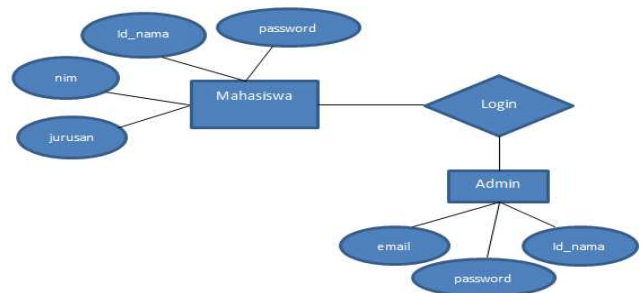 Id_nama
password
nim
Mahasiswa
Login
jurusan
Admin
email
Id_nama
password